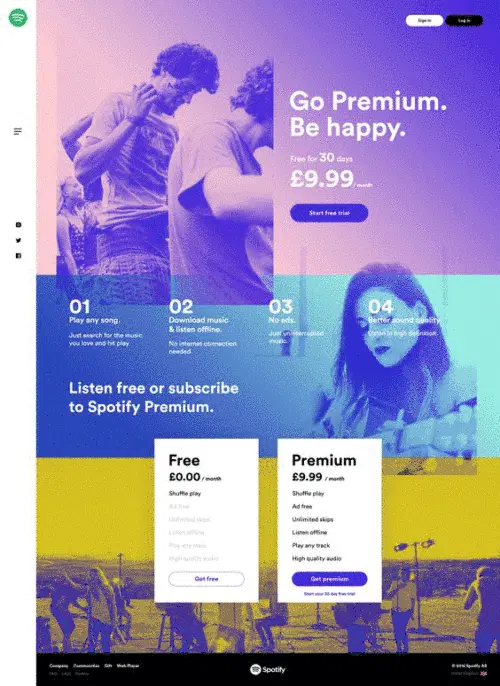 Sign in
Log in
Go Premium.
Be happy.
Free for 30 days
£9.99 / month
Start free trial
01
Play any song.
Just search for the music
you love and hit play
02
Download music
& listen offline.
No internet connection
needed.
03
No ads.
Just uninterrupted
music.
04
Better sound quality.
Listen in high definition.
Listen free or subscribe
to Spotify Premium.
Free
£0.00 / month
Shuffle play
Ad free
Unlimited skips
Listen offline
Play any track
High quality audio
Get free
Premium
£9.99 / month
Shuffle play
Ad free
Unlimited skips
Listen offline
Play any track
High quality audio
Get premium
Start your 30 day free trial
Company Communities Gift Web Player
Spotify
© 2016 Spotify AB